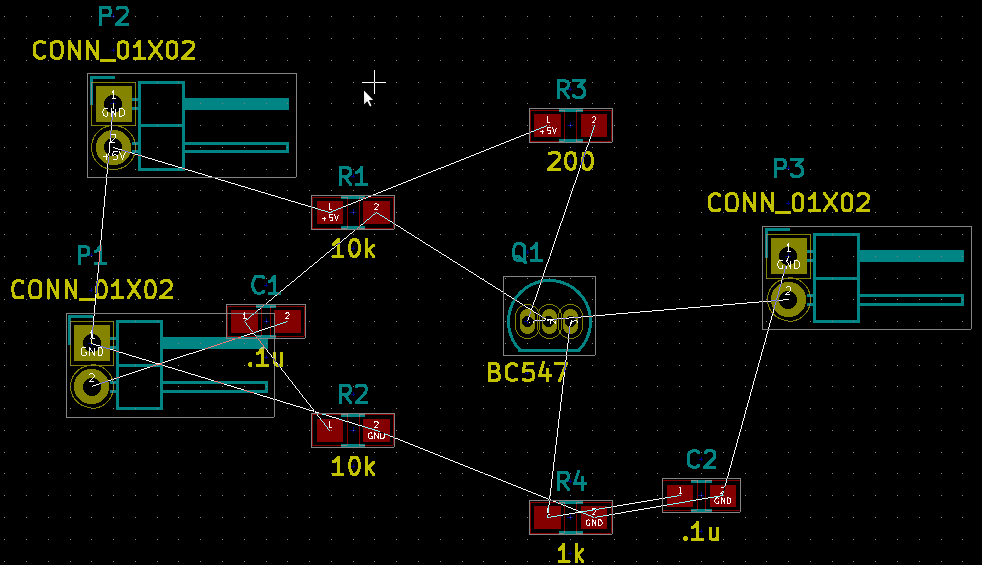 P2
CONN_01X02
1
GND
2
+5V
R3
1
+5V
2
200
R1
1
+5V
2
10k
P3
CONN_01X02
1
GND
2
P1
CONN_01X02
1
GND
2
C1
1
2
.1u
Q1
BC547
R2
1
2
GND
10k
R4
2
GND
1k
C2
1
GND
.1u